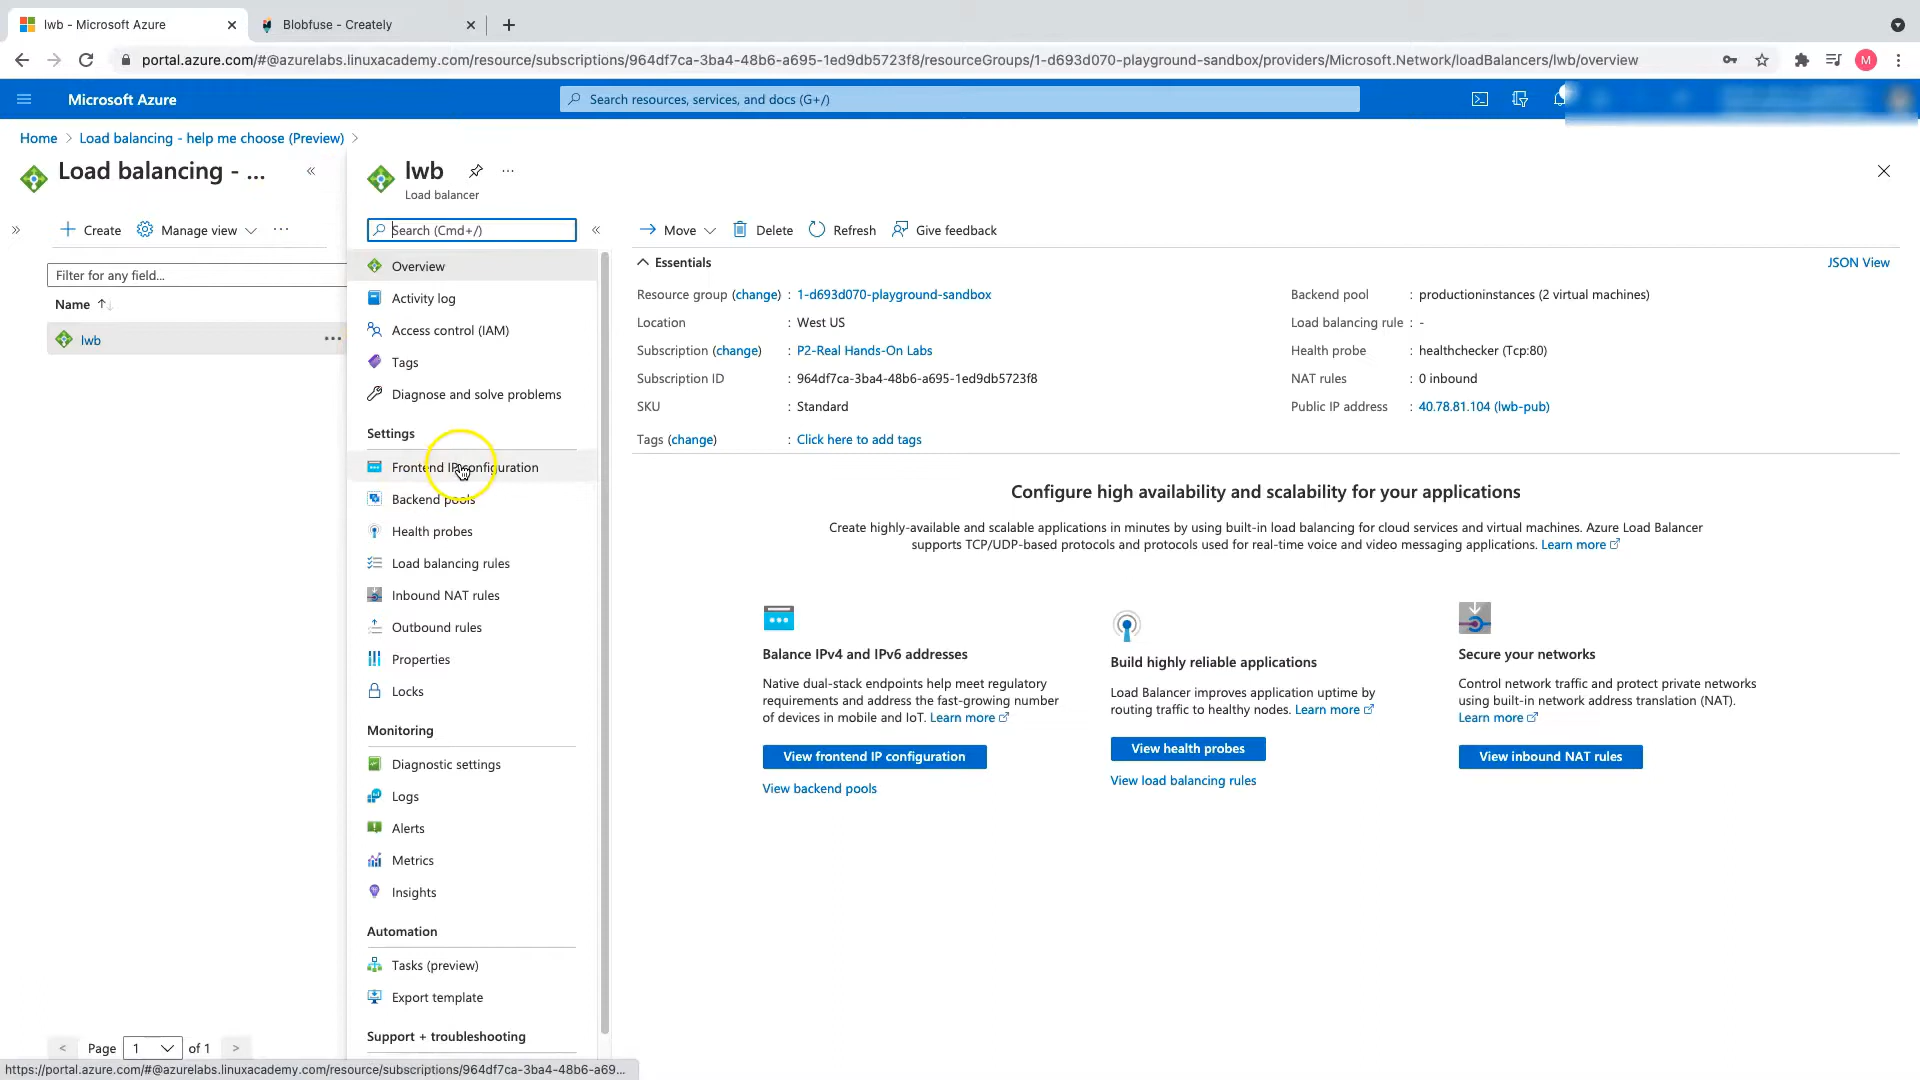 lwb - Microsoft Azure
Blobfuse - Creately
portal.azure.com/#@azurelabs.linuxacademy.com/resource/subscriptions/964df7ca-3ba4-48b6-a695-1ed9db5723f8/resourceGroups/1-d693d070-playground-sandbox/providers/Microsoft.Network/loadBalancers/lwb/overview
M
Microsoft Azure
Search resources, services, and docs (G+/)
Home > Load balancing - help me choose (Preview) >
Load balancing - ...
Create
Manage view
Filter for any field...
Name
lwb
Page 1 of 1
lwb
Load balancer
Search (Cmd+/)
Overview
Activity log
Access control (IAM)
Tags
Diagnose and solve problems
Settings
Frontend IP configuration
Backend pools
Health probes
Load balancing rules
Inbound NAT rules
Outbound rules
Properties
Locks
Monitoring
Diagnostic settings
Logs
Alerts
Metrics
Insights
Automation
Tasks (preview)
Export template
Support + troubleshooting
Move
Delete
Refresh
Give feedback
Essentials
JSON View
Resource group (change) : 1-d693d070-playground-sandbox
Location : West US
Subscription (change) : P2-Real Hands-On Labs
Subscription ID : 964df7ca-3ba4-48b6-a695-1ed9db5723f8
SKU : Standard
Tags (change) : Click here to add tags
Backend pool : productioninstances (2 virtual machines)
Load balancing rule : -
Health probe : healthchecker (Tcp:80)
NAT rules : 0 inbound
Public IP address : 40.78.81.104 (lwb-pub)
Configure high availability and scalability for your applications
Create highly-available and scalable applications in minutes by using built-in load balancing for cloud services and virtual machines. Azure Load Balancer
supports TCP/UDP-based protocols and protocols used for real-time voice and video messaging applications. Learn more
Balance IPv4 and IPv6 addresses
Native dual-stack endpoints help meet regulatory
requirements and address the fast-growing number
of devices in mobile and IoT. Learn more
View frontend IP configuration
View backend pools
Build highly reliable applications
Load Balancer improves application uptime by
routing traffic to healthy nodes. Learn more
View health probes
View load balancing rules
Secure your networks
Control network traffic and protect private networks
using built-in network address translation (NAT).
Learn more
View inbound NAT rules
https://portal.azure.com/#@azurelabs.linuxacademy.com/resource/subscriptions/964df7ca-3ba4-48b6-a69...